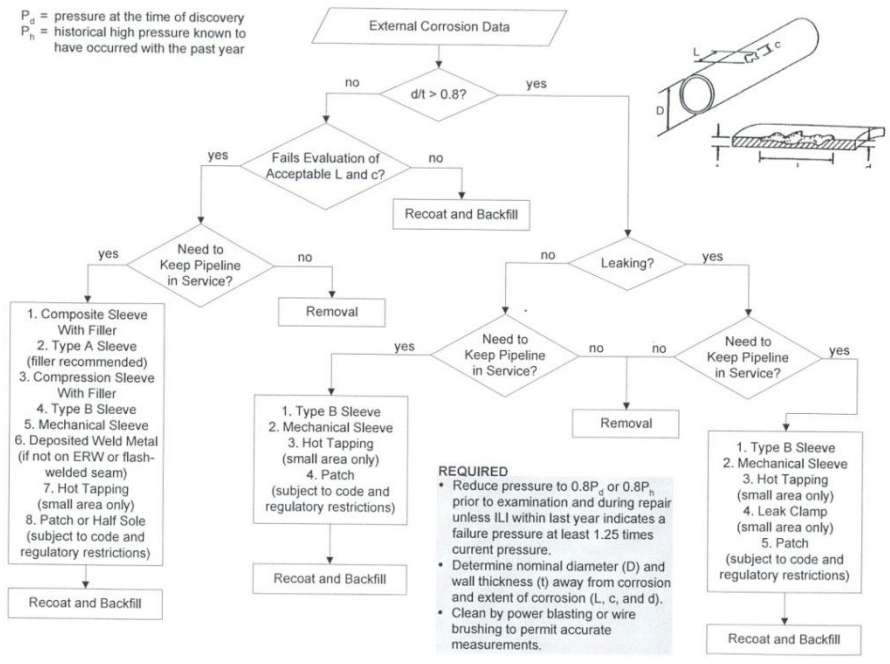 P_d = pressure at the time of discovery
P_h = historical high pressure known to
have occurred with the past year
External Corrosion Data
d/t > 0.8?
no
yes
L
c
D
Fails Evaluation of
Acceptable L and c?
yes
no
Recoat and Backfill
Need to
Keep Pipeline
in Service?
yes
no
Removal
Leaking?
no
yes
1. Composite Sleeve
With Filler
2. Type A Sleeve
(filler recommended)
3. Compression Sleeve
With Filler
4. Type B Sleeve
5. Mechanical Sleeve
6. Deposited Weld Metal
(if not on ERW or flash-
welded seam)
7. Hot Tapping
(small area only)
8. Patch or Half Sole
(subject to code and
regulatory restrictions)
Recoat and Backfill
Need to
Keep Pipeline
in Service?
yes
no
1. Type B Sleeve
2. Mechanical Sleeve
3. Hot Tapping
(small area only)
4. Patch
(subject to code and
regulatory restrictions)
Recoat and Backfill
Removal
Need to
Keep Pipeline
in Service?
no
yes
1. Type B Sleeve
2. Mechanical Sleeve
3. Hot Tapping
(small area only)
4. Leak Clamp
(small area only)
5. Patch
(subject to code and
regulatory restrictions)
Recoat and Backfill
REQUIRED
• Reduce pressure to 0.8P_d or 0.8P_h
prior to examination and during repair
unless ILI within last year indicates a
failure pressure at least 1.25 times
current pressure.
• Determine nominal diameter (D) and
wall thickness (t) away from corrosion
and extent of corrosion (L, c, and d).
• Clean by power blasting or wire
brushing to permit accurate
measurements.